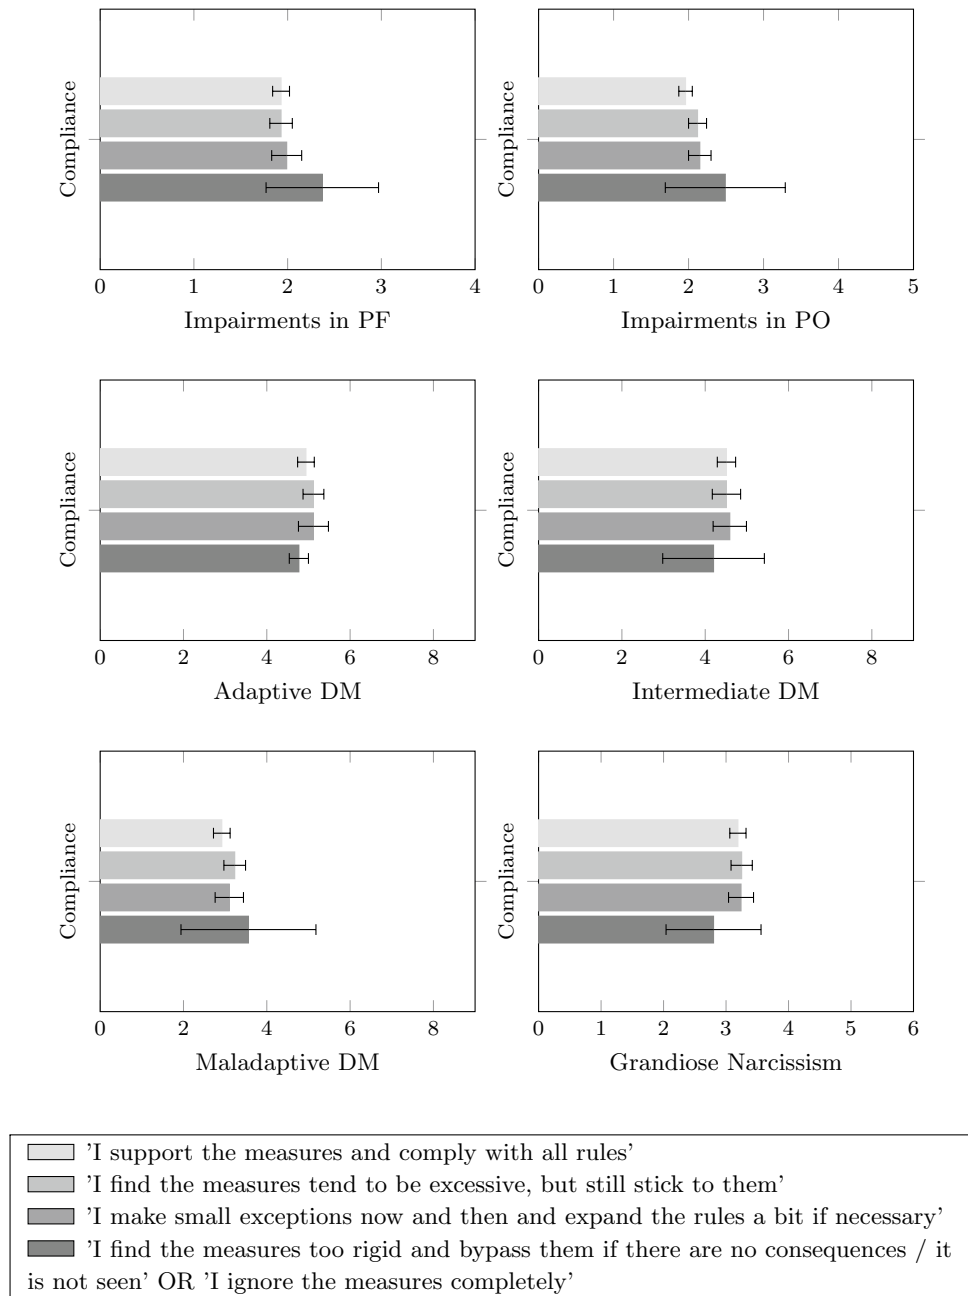 Compliance
0 1 2 3 4
Impairments in PF
Compliance
0 1 2 3 4 5
Impairments in PO
Compliance
0 2 4 6 8
Adaptive DM
Compliance
0 2 4 6 8
Intermediate DM
Compliance
0 2 4 6 8
Maladaptive DM
Compliance
0 1 2 3 4 5 6
Grandiose Narcissism
'I support the measures and comply with all rules'
'I find the measures tend to be excessive, but still stick to them'
'I make small exceptions now and then and expand the rules a bit if necessary'
'I find the measures too rigid and bypass them if there are no consequences / it
is not seen' OR 'I ignore the measures completely'